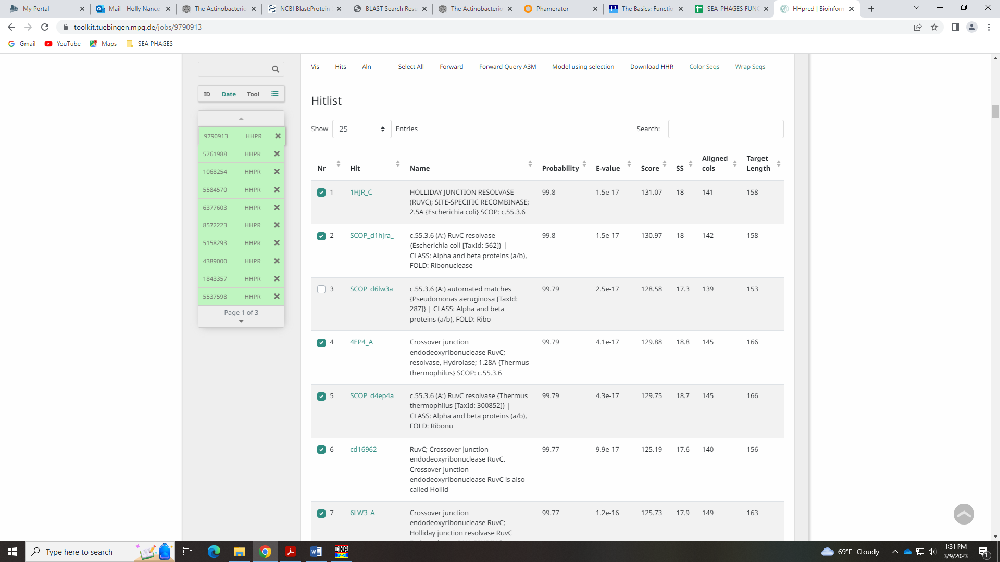 My Portal
Mail - Holly Nance
The Actinobacterio
NCBI Blast:Protein
BLAST Search Resu
The Actinobacterio
Phamerator
The Basics: Functio
SEA-PHAGES FUNC
HHpred | Bioinform
toolkit.tuebingen.mpg.de/jobs/9790913
Gmail YouTube Maps SEA PHAGES
Vis Hits Aln Select All Forward Forward Query A3M Model using selection Download HHR Color Seqs Wrap Seqs
ID Date Tool
9790913 HHPR
5761988 HHPR
1068254 HHPR
5584570 HHPR
6377603 HHPR
8572223 HHPR
5158293 HHPR
4389000 HHPR
1843357 HHPR
5537598 HHPR
Page 1 of 3
Hitlist
Show 25 Entries Search:
Nr Hit Name Probability E-value Score SS Aligned cols Target Length
1 1HJR_C HOLLIDAY JUNCTION RESOLVASE 99.8 1.5e-17 131.07 18 141 158
(RUVC); SITE-SPECIFIC RECOMBINASE;
2.5A {Escherichia coli} SCOP: c.55.3.6
2 SCOP_d1hjra_ c.55.3.6 (A:) RuvC resolvase 99.8 1.5e-17 130.97 18 142 158
{Escherichia coli [TaxId: 562]} |
CLASS: Alpha and beta proteins (a/b),
FOLD: Ribonuclease
3 SCOP_d6lw3a_ c.55.3.6 (A:) automated matches 99.79 2.5e-17 128.58 17.3 139 153
{Pseudomonas aeruginosa [TaxId:
287]} | CLASS: Alpha and beta
proteins (a/b), FOLD: Ribo
4 4EP4_A Crossover junction 99.79 4.1e-17 129.88 18.8 145 166
endodeoxyribonuclease RuvC;
resolvase, Hydrolase; 1.28A {Thermus
thermophilus} SCOP: c.55.3.6
5 SCOP_d4ep4a_ c.55.3.6 (A:) RuvC resolvase {Thermus 99.79 4.3e-17 129.75 18.7 145 166
thermophilus [TaxId: 300852]} |
CLASS: Alpha and beta proteins (a/b),
FOLD: Ribonu
6 cd16962 RuvC; Crossover junction 99.77 9.9e-17 125.19 17.6 140 156
endodeoxyribonuclease RuvC.
Crossover junction
endodeoxyribonuclease RuvC is also
called Hollid
7 6LW3_A Crossover junction 99.77 1.2e-16 125.73 17.9 149 163
endodeoxyribonuclease RuvC;
Holliday junction resolvase RuvC
Type here to search
DNA
69°F Cloudy
1:31 PM
3/9/2023
1